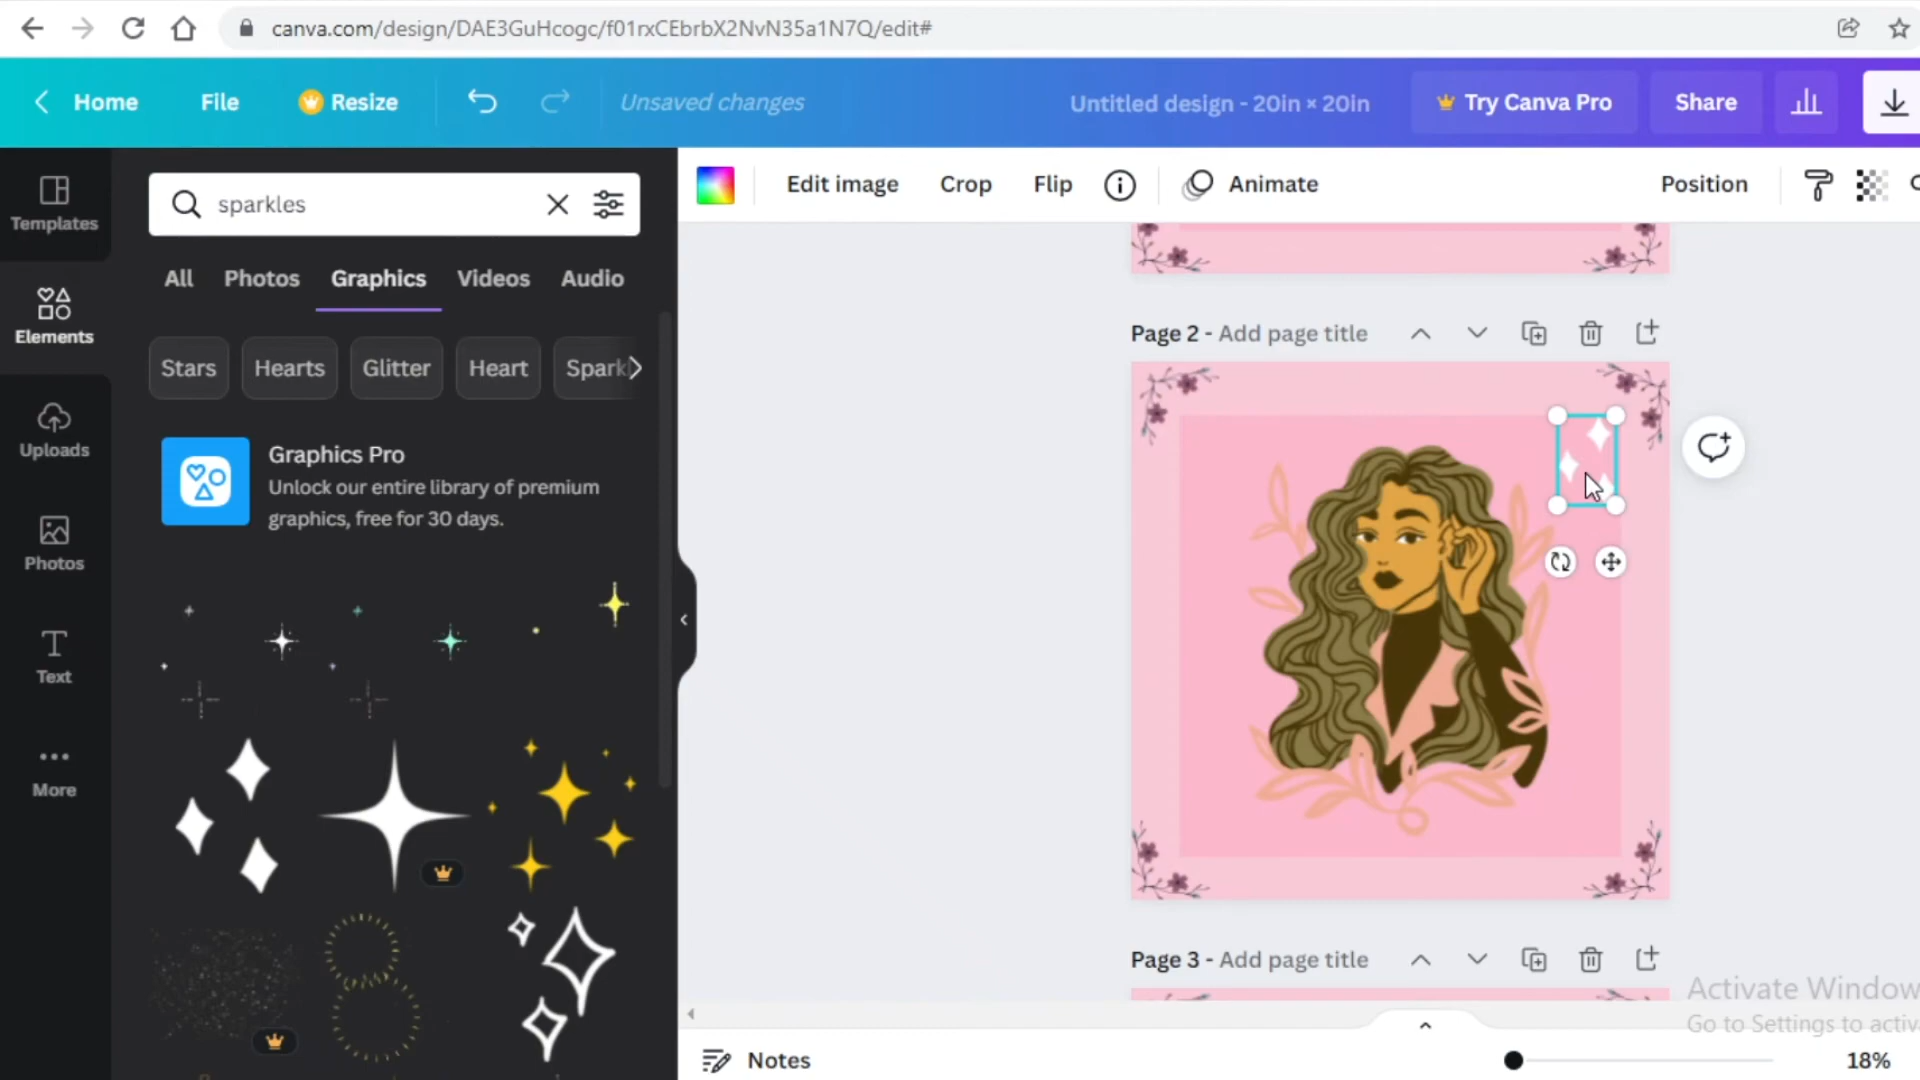 canva.com/design/DAE3GuHcogc/f01rxCEbrbX2NvN35a1N7Q/edit#
Home File Resize Unsaved changes Untitled design - 20in × 20in Try Canva Pro Share
Templates
Elements
Uploads
Photos
Text
More
sparkles
All Photos Graphics Videos Audio
Stars Hearts Glitter Heart Spark
Graphics Pro
Unlock our entire library of premium
graphics, free for 30 days.
Edit image Crop Flip Animate Position
Page 2 - Add page title
Page 3 - Add page title
Activate Window
Go to Settings to activ
Notes
18%